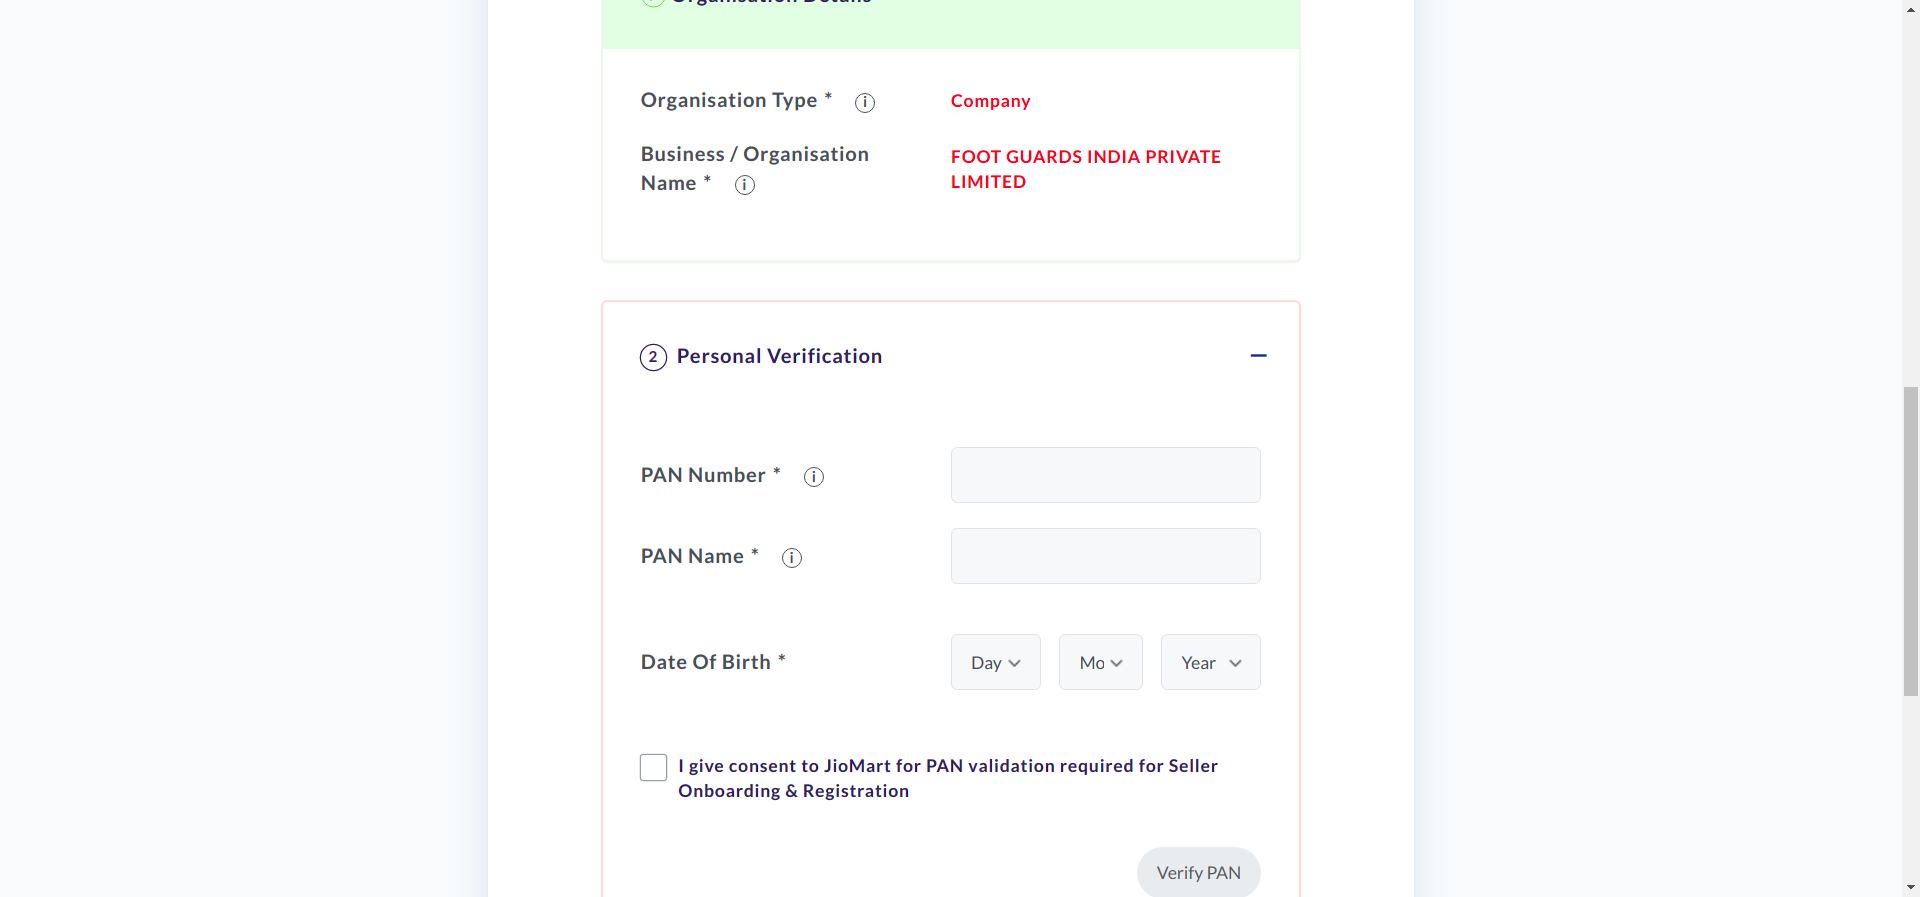 Organisation Details
Organisation Type *
Company
Business / Organisation
Name *
FOOT GUARDS INDIA PRIVATE
LIMITED
2 Personal Verification
PAN Number *
PAN Name *
Date Of Birth *
Day
Mo
Year
I give consent to JioMart for PAN validation required for Seller
Onboarding & Registration
Verify PAN